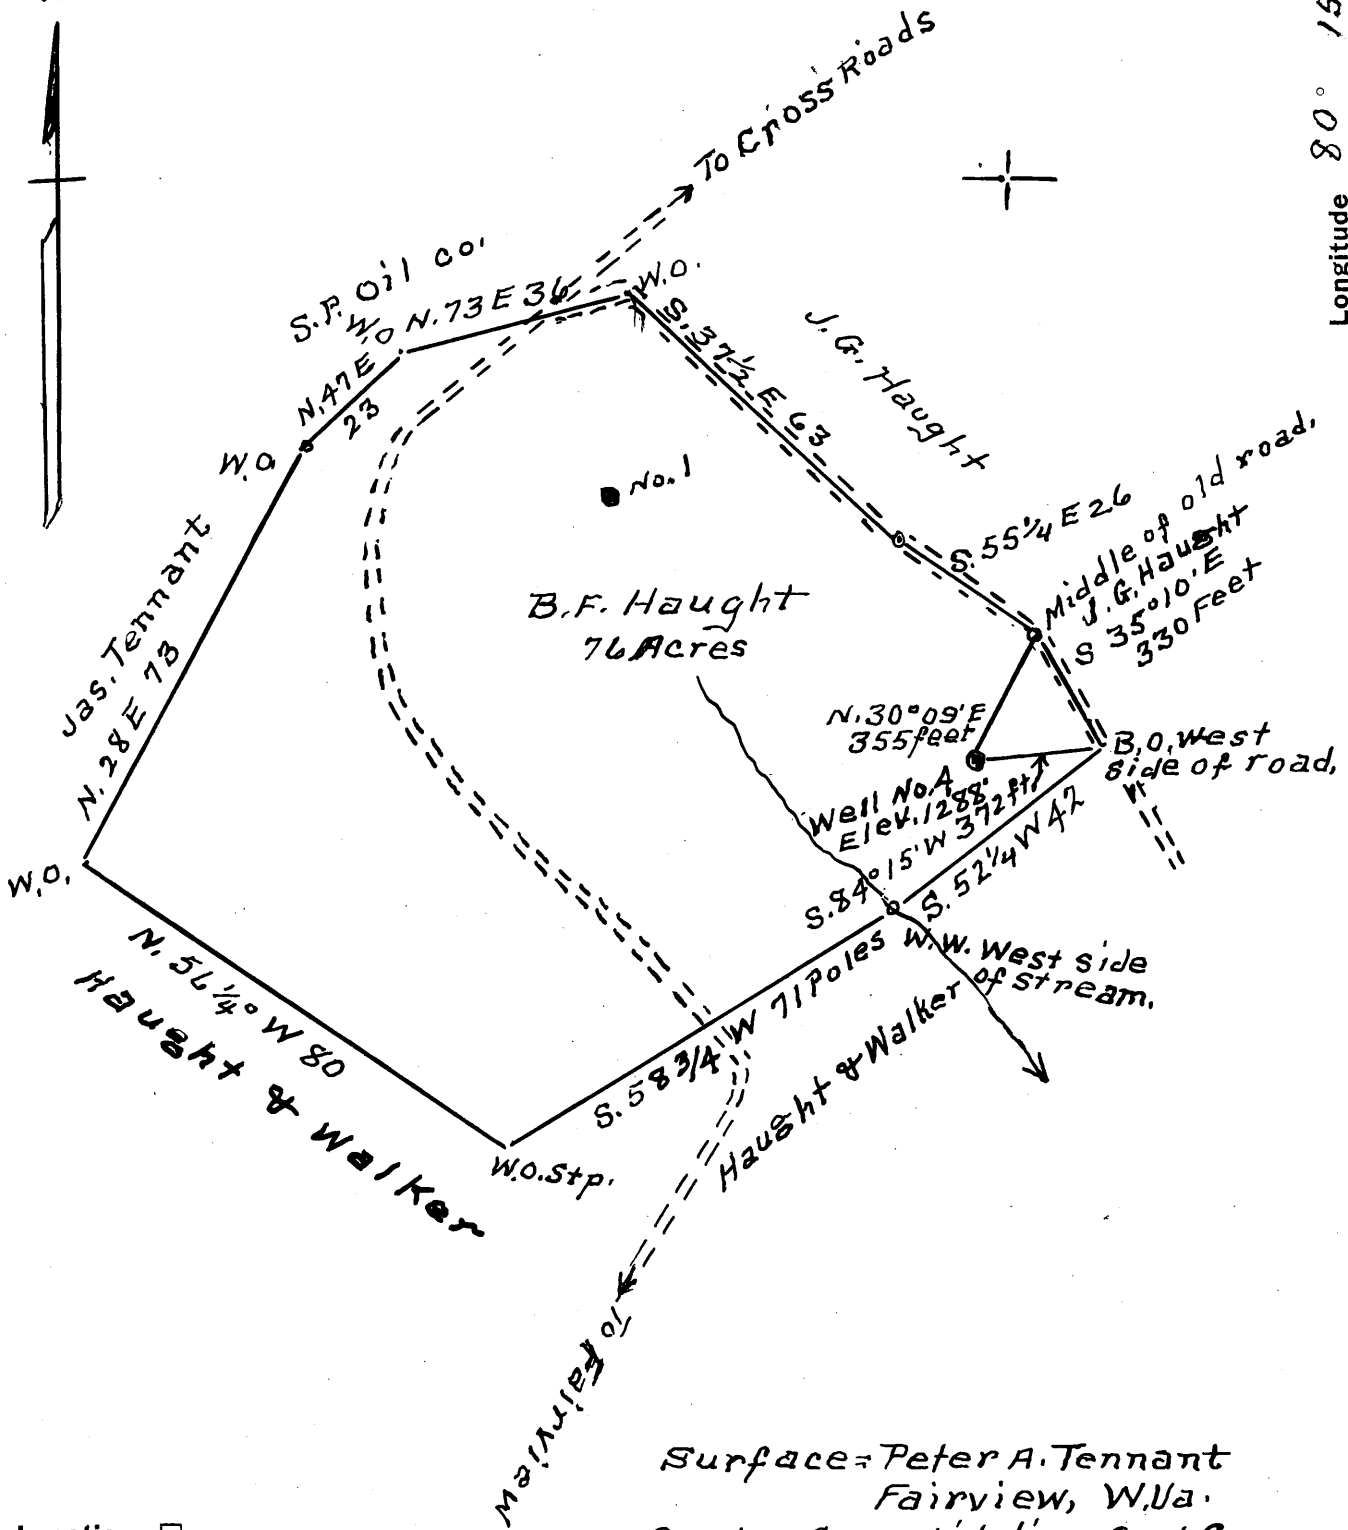 To Cross Roads
Longitude 80° 15
S.P. Oil Co.
W.O.
N. 73 E 36
W.O.
N. 47 E
23
W.O.
S. 37½ E 63
J. G. Haught
No. 1
S. 55¼ E 26
Middle of old road.
J. G. Haught
S 35°10' E
330 Feet
Jas. Tennant
N. 28 E 73
B. F. Haught
76 Acres
N. 30°09' E
355 feet
B.O. West
side of road.
Well No. 4
Elev. 1288'
S. 84°15' W 372 ft.
S. 52¼ W 42
W.O.
N. 56¼° W 80
Haught & Walker
W. W. West side
of stream.
S. 58 3/4 W 71 Poles
Haught & Walker
W.O. Stp.
To Fairview
Surface = Peter A. Tennant
Fairview, W.Va.